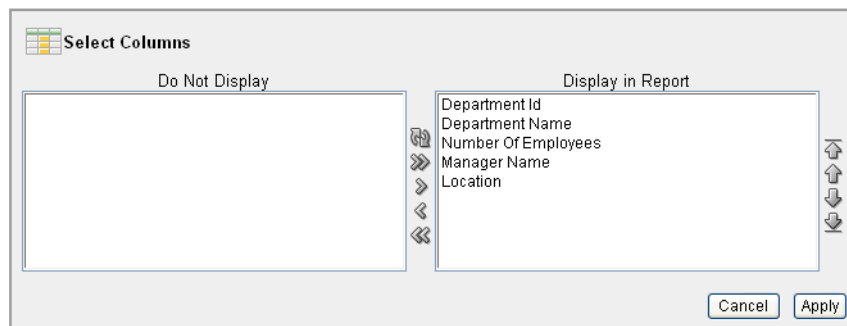 Select Columns
Do Not Display
Display in Report
Department Id
Department Name
Number Of Employees
Manager Name
Location
Cancel
Apply